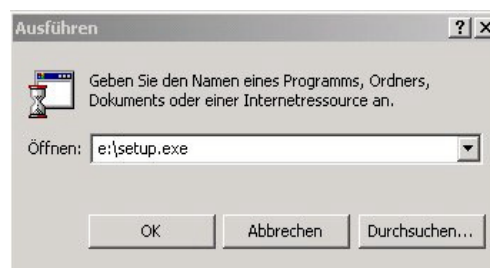 Ausführen
Geben Sie den Namen eines Programms, Ordners,
Dokuments oder einer Internetressource an.
Öffnen: e:\setup.exe
OK Abbrechen Durchsuchen...